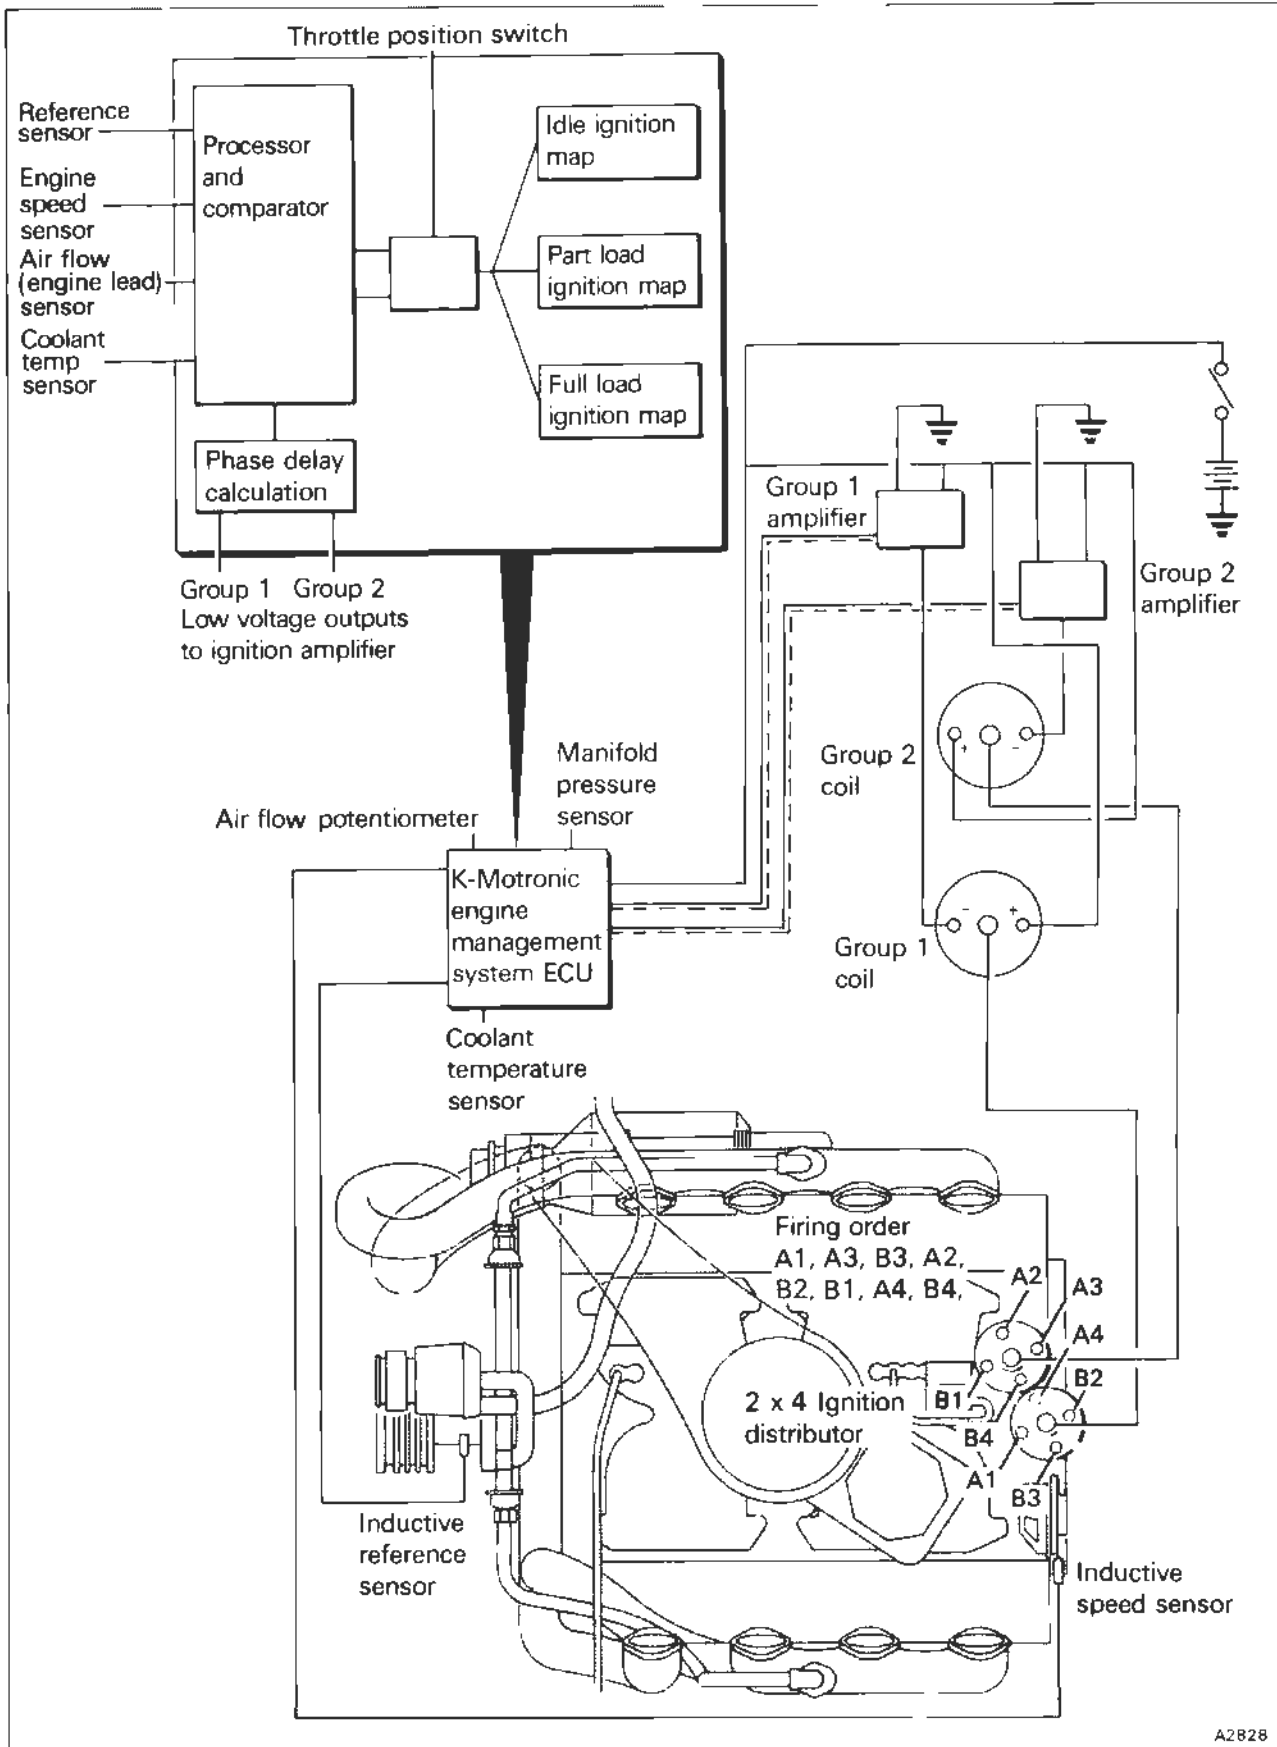 Throttle position switch
Reference
sensor
Engine
speed
sensor
Air flow
(engine lead)
sensor
Coolant
temp
sensor
Processor
and
comparator
Idle ignition
map
Part load
ignition map
Full load
ignition map
Phase delay
calculation
Group 1 Group 2
Low voltage outputs
to ignition amplifier
Group 1
amplifier
Group 2
amplifier
Group 2
coil
+ -
Group 1
coil
- +
Manifold
pressure
sensor
Air flow potentiometer
K-Motronic
engine
management
system ECU
Coolant
temperature
sensor
Firing order
A1, A3, B3, A2,
B2, B1, A4, B4,
A2
A3
A4
B2
B1
B4
A1
B3
2 x 4 Ignition
distributor
Inductive
reference
sensor
Inductive
speed sensor
A2828